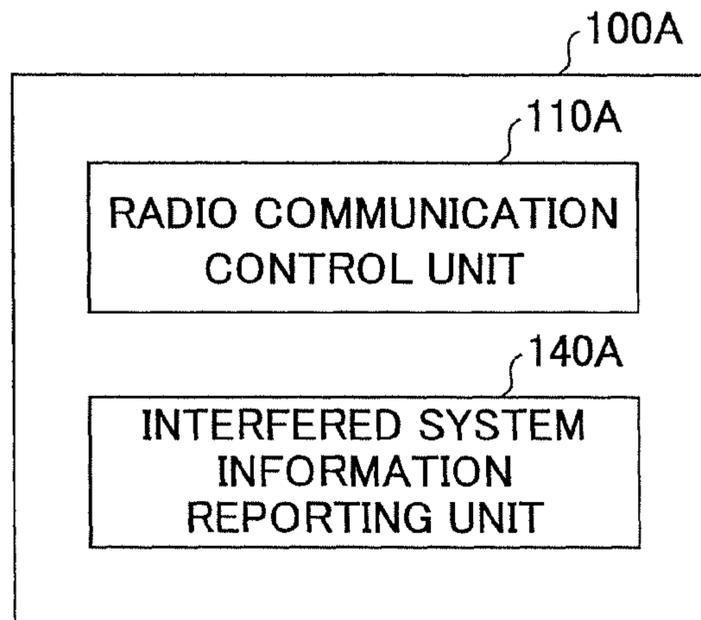 100A
110A
RADIO COMMUNICATION
CONTROL UNIT
140A
INTERFERED SYSTEM
INFORMATION
REPORTING UNIT